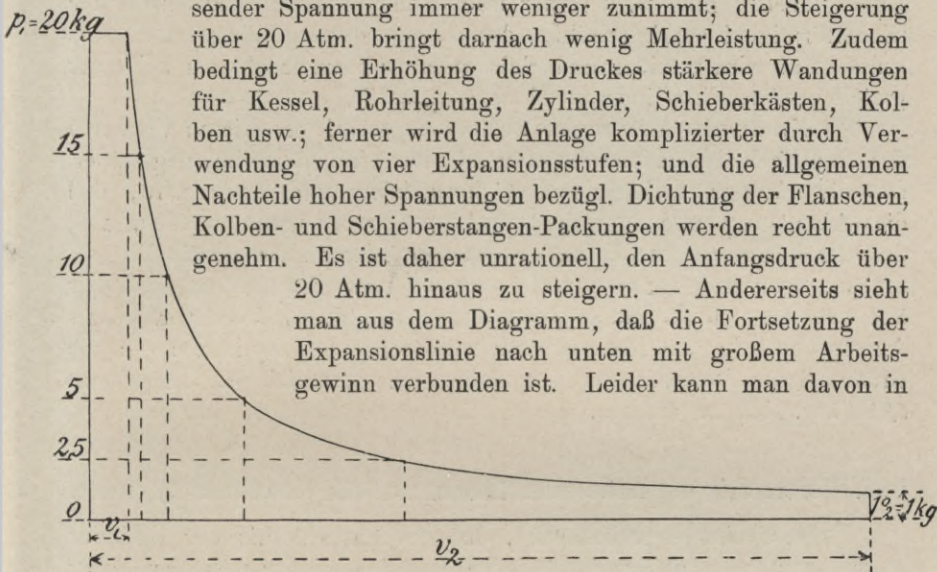 sender Spannung immer weniger zunimmt; die Steigerung
über 20 Atm. bringt darnach wenig Mehrleistung. Zudem
bedingt eine Erhöhung des Druckes stärkere Wandungen
für Kessel, Rohrleitung, Zylinder, Schieberkästen, Kol-
ben usw.; ferner wird die Anlage komplizierter durch Ver-
wendung von vier Expansionsstufen; und die allgemeinen
Nachteile hoher Spannungen bezügl. Dichtung der Flanschen,
Kolben- und Schieberstangen-Packungen werden recht unan-
genehm. Es ist daher unrationell, den Anfangsdruck über
20 Atm. hinaus zu steigern. — Andererseits sieht
man aus dem Diagramm, daß die Fortsetzung der
Expansionslinie nach unten mit großem Arbeits-
gewinn verbunden ist. Leider kann man davon in
p₁=20kg
15
10
5
2,5
0
v₁
v₂
p₂=1kg